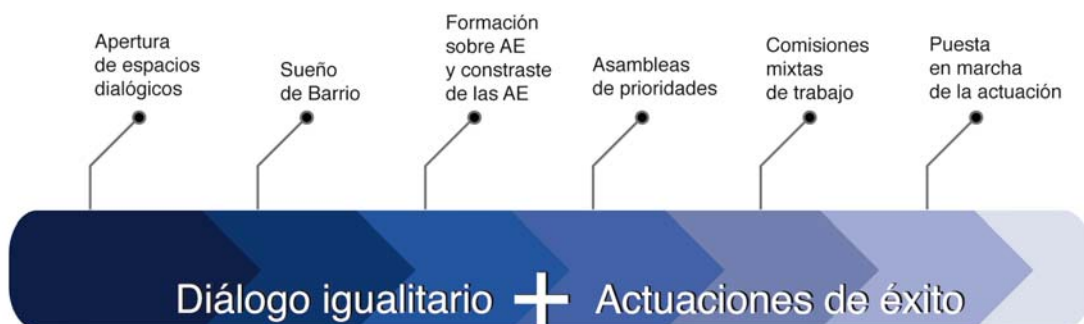 Apertura
de espacios
dialógicos
Sueño
de Barrio
Formación
sobre AE
y constraste
de las AE
Asambleas
de prioridades
Comisiones
mixtas
de trabajo
Puesta
en marcha
de la actuación
Diálogo igualitario + Actuaciones de éxito